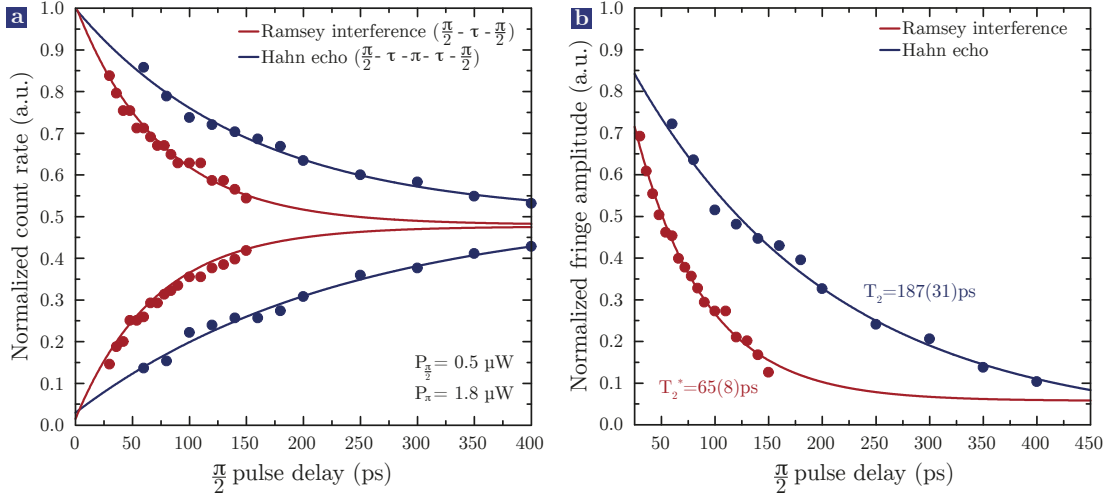 a
Ramsey interference (π/2 - τ - π/2)
Hahn echo (π/2 - τ - π - τ - π/2)
Normalized count rate (a.u.)
1.0
0.9
0.8
0.7
0.6
0.5
0.4
0.3
0.2
0.1
0.0
P_π/2 = 0.5 μW
P_π = 1.8 μW
0 50 100 150 200 250 300 350 400
π/2 pulse delay (ps)
b
Ramsey interference
Hahn echo
Normalized fringe amplitude (a.u.)
1.0
0.9
0.8
0.7
0.6
0.5
0.4
0.3
0.2
0.1
0.0
T₂=187(31)ps
T₂*=65(8)ps
50 100 150 200 250 300 350 400 450
π/2 pulse delay (ps)